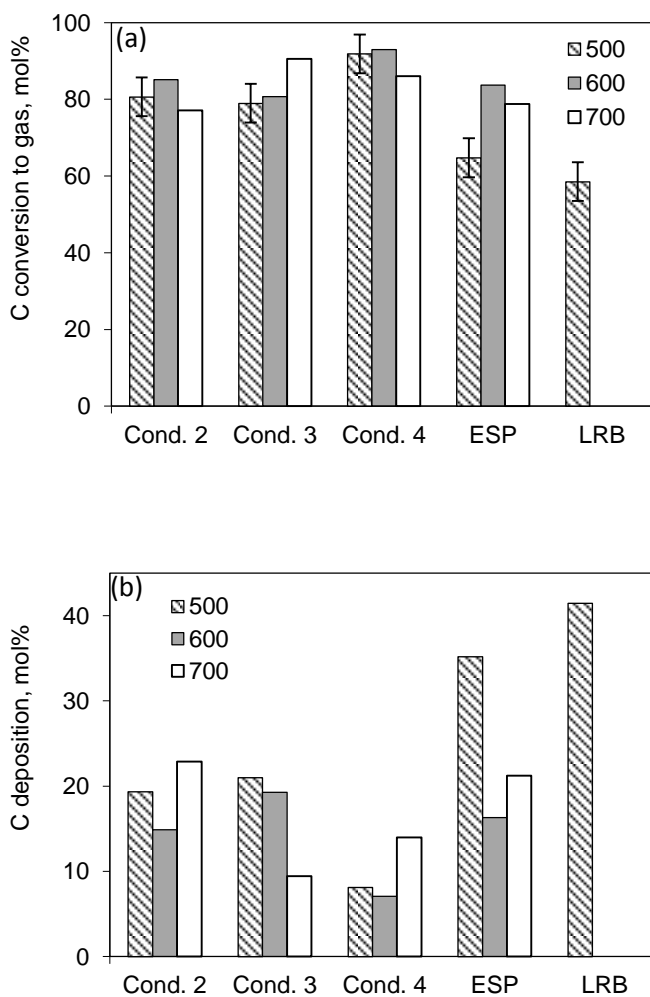 (a)
C conversion to gas, mol%
100
80
60
40
20
0
500
600
700
Cond. 2 Cond. 3 Cond. 4 ESP LRB
(b)
C deposition, mol%
40
30
20
10
0
500
600
700
Cond. 2 Cond. 3 Cond. 4 ESP LRB